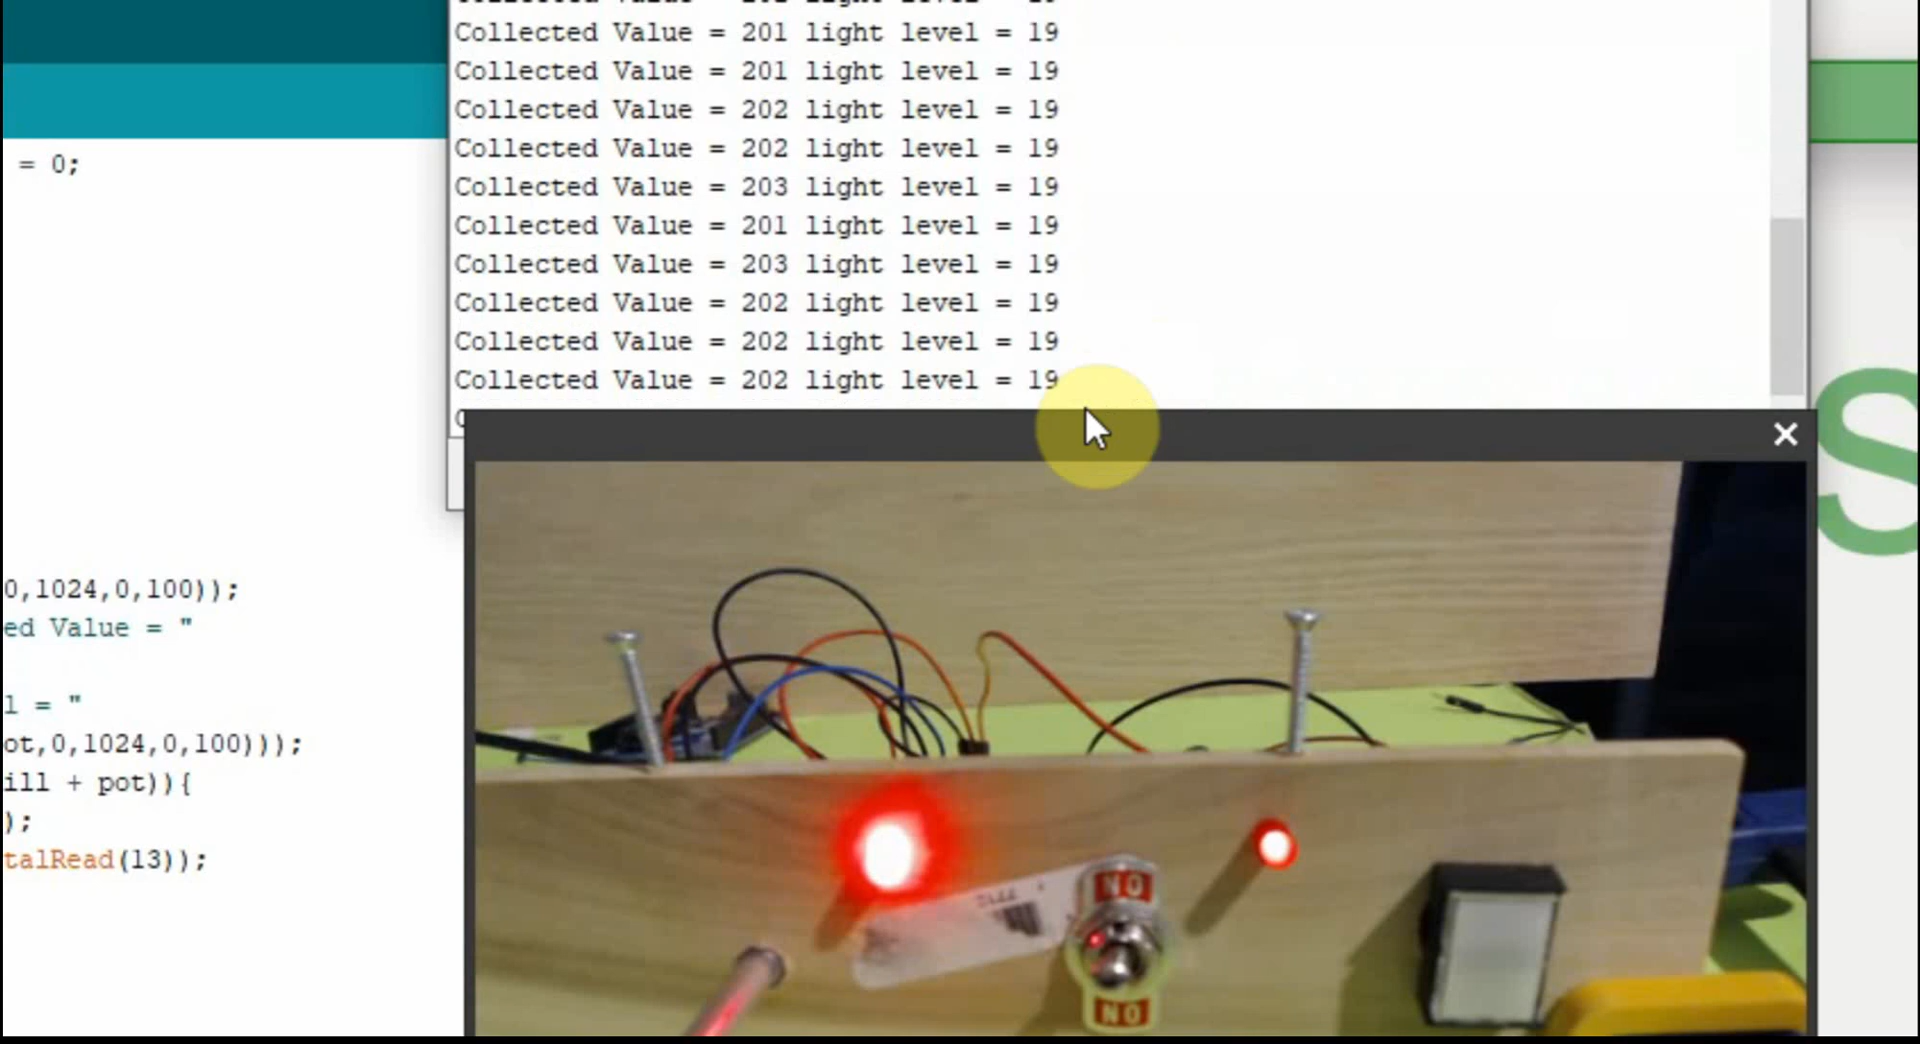 Collected Value = 201 light level = 19
Collected Value = 201 light level = 19
Collected Value = 202 light level = 19
Collected Value = 202 light level = 19
Collected Value = 203 light level = 19
Collected Value = 201 light level = 19
Collected Value = 203 light level = 19
Collected Value = 202 light level = 19
Collected Value = 202 light level = 19
Collected Value = 202 light level = 19
= 0;
0,1024,0,100));
ed Value = "
l = "
ot,0,1024,0,100)));
ill + pot)){
);
talRead(13));
S
NO
NO